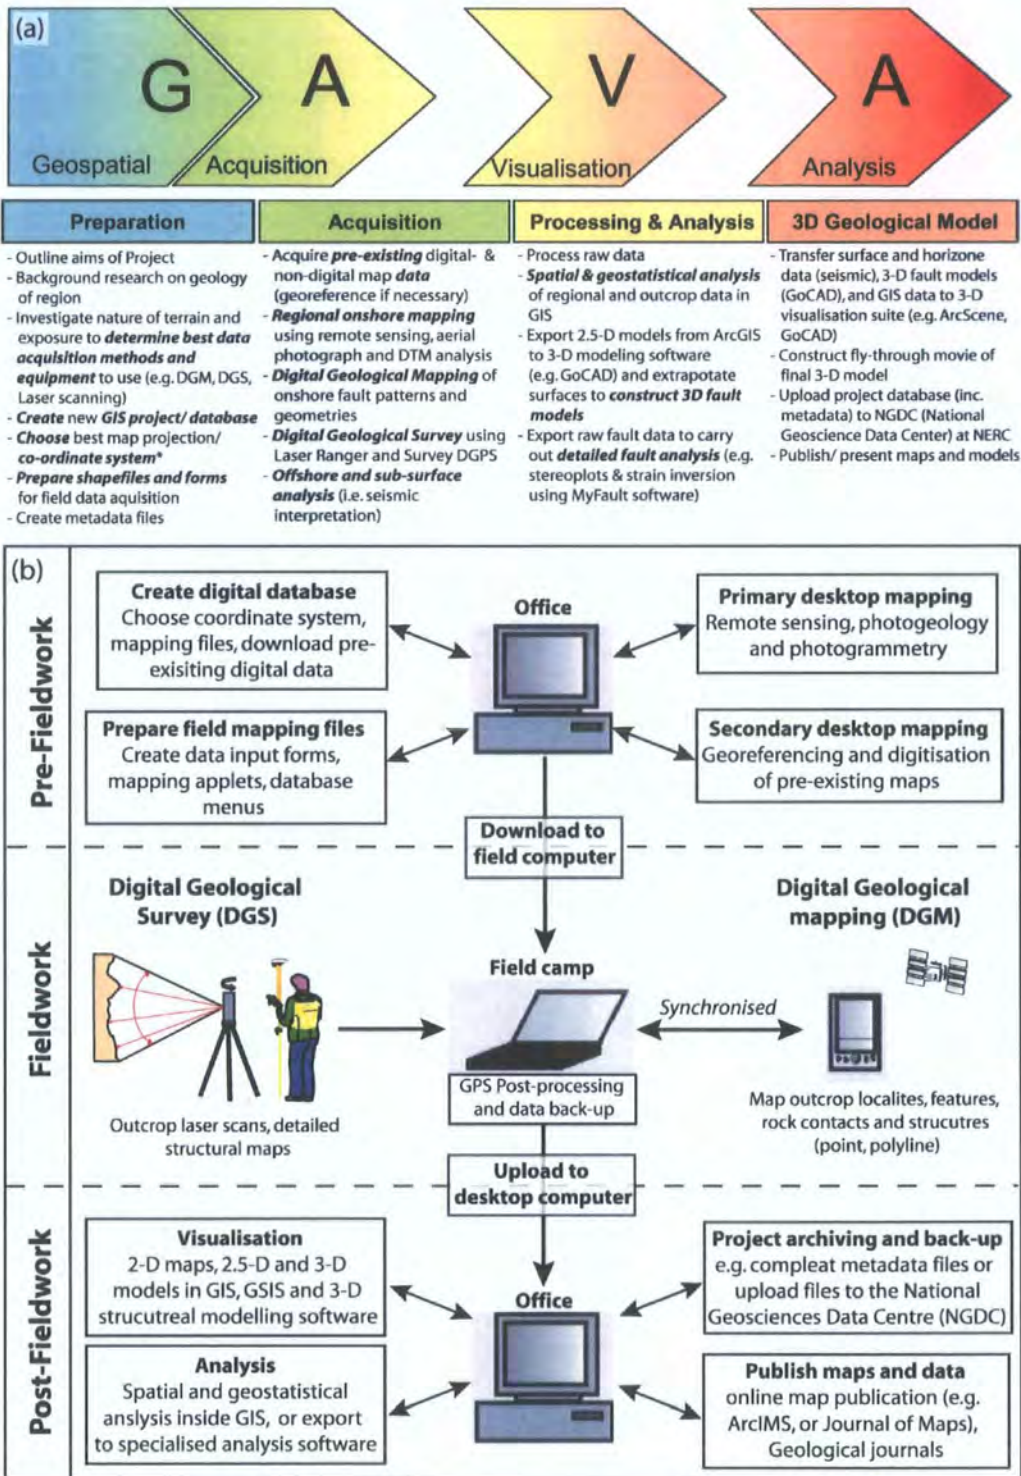 (a)
G
A
V
A
Geospatial
Acquisition
Visualisation
Analysis
Preparation
- Outline aims of Project
- Background research on geology
of region
- Investigate nature of terrain and
exposure to determine best data
acquisition methods and
equipment to use (e.g. DGM, DGS,
Laser scanning)
- Create new GIS project/ database
- Choose best map projection/
co-ordinate system*
- Prepare shapefiles and forms
for field data aquisition
- Create metadata files
Acquisition
- Acquire pre-existing digital- &
non-digital map data
(georeference if necessary)
- Regional onshore mapping
using remote sensing, aerial
photograph and DTM analysis
- Digital Geological Mapping of
onshore fault patterns and
geometries
- Digital Geological Survey using
Laser Ranger and Survey DGPS
- Offshore and sub-surface
analysis (i.e. seismic
interpretation)
Processing & Analysis
- Process raw data
- Spatial & geostatistical analysis
of regional and outcrop data in
GIS
- Export 2.5-D models from ArcGIS
to 3-D modeling software
(e.g. GoCAD) and extrapotate
surfaces to construct 3D fault
models
- Export raw fault data to carry
out detailed fault analysis (e.g.
stereoplots & strain inversion
using MyFault software)
3D Geological Model
- Transfer surface and horizone
data (seismic), 3-D fault models
(GoCAD), and GIS data to 3-D
visualisation suite (e.g. ArcScene,
GoCAD)
- Construct fly-through movie of
final 3-D model
- Upload project database (inc.
metadata) to NGDC (National
Geoscience Data Center) at NERC
- Publish/ present maps and models
(b)
Pre-Fieldwork
Create digital database
Choose coordinate system,
mapping files, download pre-
exisiting digital data
Office
Primary desktop mapping
Remote sensing, photogeology
and photogrammetry
Prepare field mapping files
Create data input forms,
mapping applets, database
menus
Secondary desktop mapping
Georeferencing and digitisation
of pre-existing maps
Download to
field computer
Fieldwork
Digital Geological
Survey (DGS)
Outcrop laser scans, detailed
structural maps
Field camp
GPS Post-processing
and data back-up
Synchronised
Digital Geological
mapping (DGM)
Map outcrop localites, features,
rock contacts and strucutres
(point, polyline)
Upload to
desktop computer
Post-Fieldwork
Visualisation
2-D maps, 2.5-D and 3-D
models in GIS, GSIS and 3-D
strucutreal modelling software
Office
Project archiving and back-up
e.g. compleat metadata files or
upload files to the National
Geosciences Data Centre (NGDC)
Analysis
Spatial and geostatistical
anslysis inside GIS, or export
to specialised analysis software
Publish maps and data
online map publication (e.g.
ArcIMS, or Journal of Maps),
Geological journals